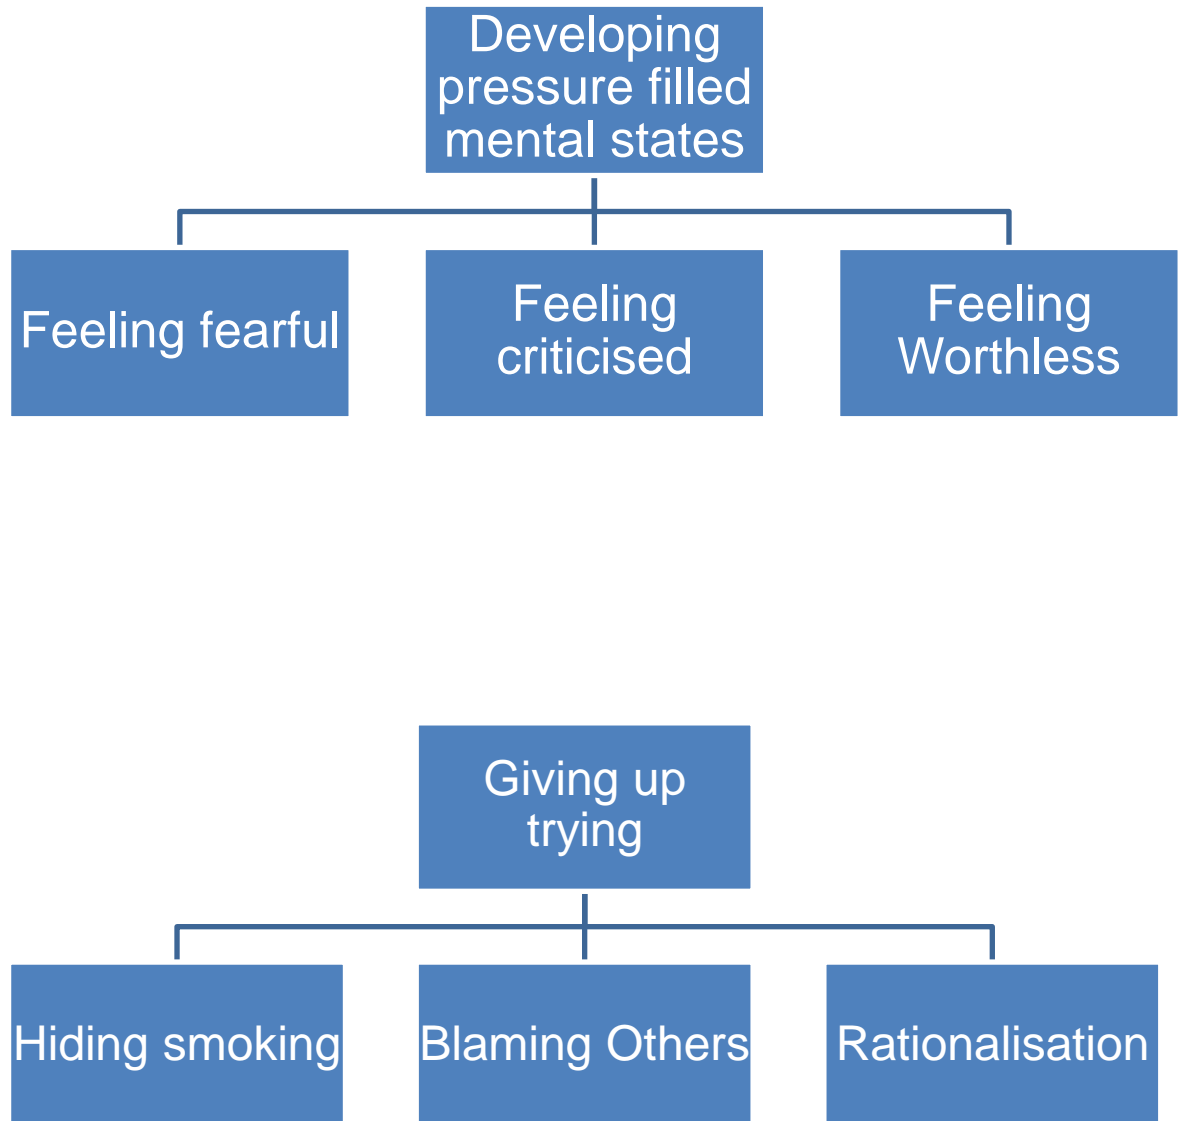 Developing
pressure filled
mental states
Feeling fearful
Feeling
criticised
Feeling
Worthless
Giving up
trying
Hiding smoking
Blaming Others
Rationalisation